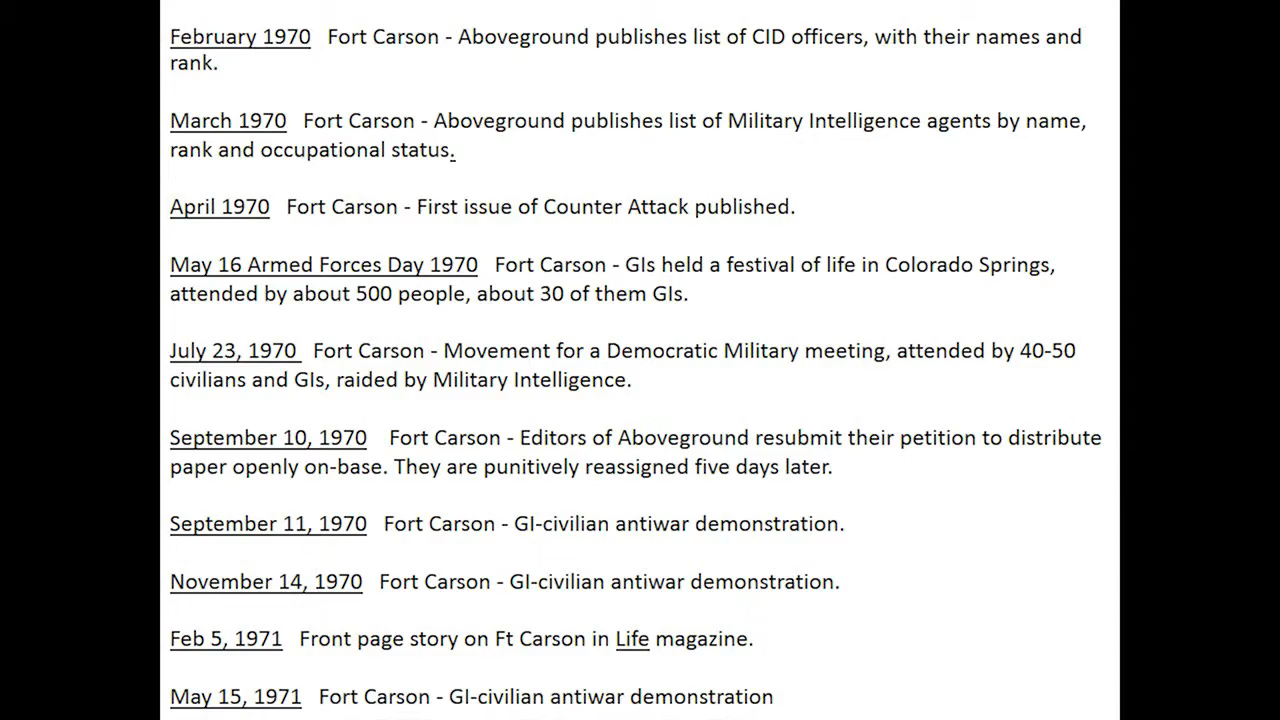 February 1970 Fort Carson - Aboveground publishes list of CID officers, with their names and
rank.
March 1970 Fort Carson - Aboveground publishes list of Military Intelligence agents by name,
rank and occupational status.
April 1970 Fort Carson - First issue of Counter Attack published.
May 16 Armed Forces Day 1970 Fort Carson - GIs held a festival of life in Colorado Springs,
attended by about 500 people, about 30 of them GIs.
July 23, 1970 Fort Carson - Movement for a Democratic Military meeting, attended by 40-50
civilians and GIs, raided by Military Intelligence.
September 10, 1970 Fort Carson - Editors of Aboveground resubmit their petition to distribute
paper openly on-base. They are punitively reassigned five days later.
September 11, 1970 Fort Carson - GI-civilian antiwar demonstration.
November 14, 1970 Fort Carson - GI-civilian antiwar demonstration.
Feb 5, 1971 Front page story on Ft Carson in Life magazine.
May 15, 1971 Fort Carson - GI-civilian antiwar demonstration